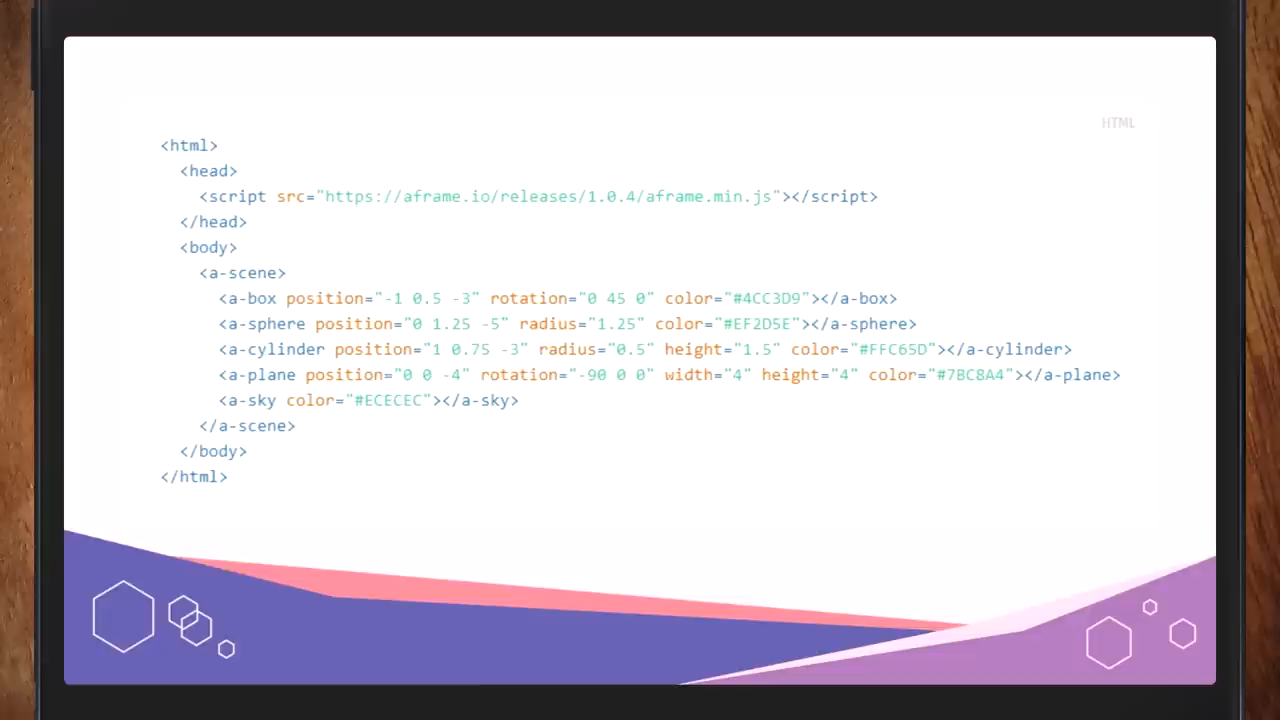 HTML
<html>
<head>
<script src="https://aframe.io/releases/1.0.4/aframe.min.js"></script>
</head>
<body>
<a-scene>
<a-box position="-1 0.5 -3" rotation="0 45 0" color="#4CC3D9"></a-box>
<a-sphere position="0 1.25 -5" radius="1.25" color="#EF2D5E"></a-sphere>
<a-cylinder position="1 0.75 -3" radius="0.5" height="1.5" color="#FFC65D"></a-cylinder>
<a-plane position="0 0 -4" rotation="-90 0 0" width="4" height="4" color="#7BC8A4"></a-plane>
<a-sky color="#ECECEC"></a-sky>
</a-scene>
</body>
</html>